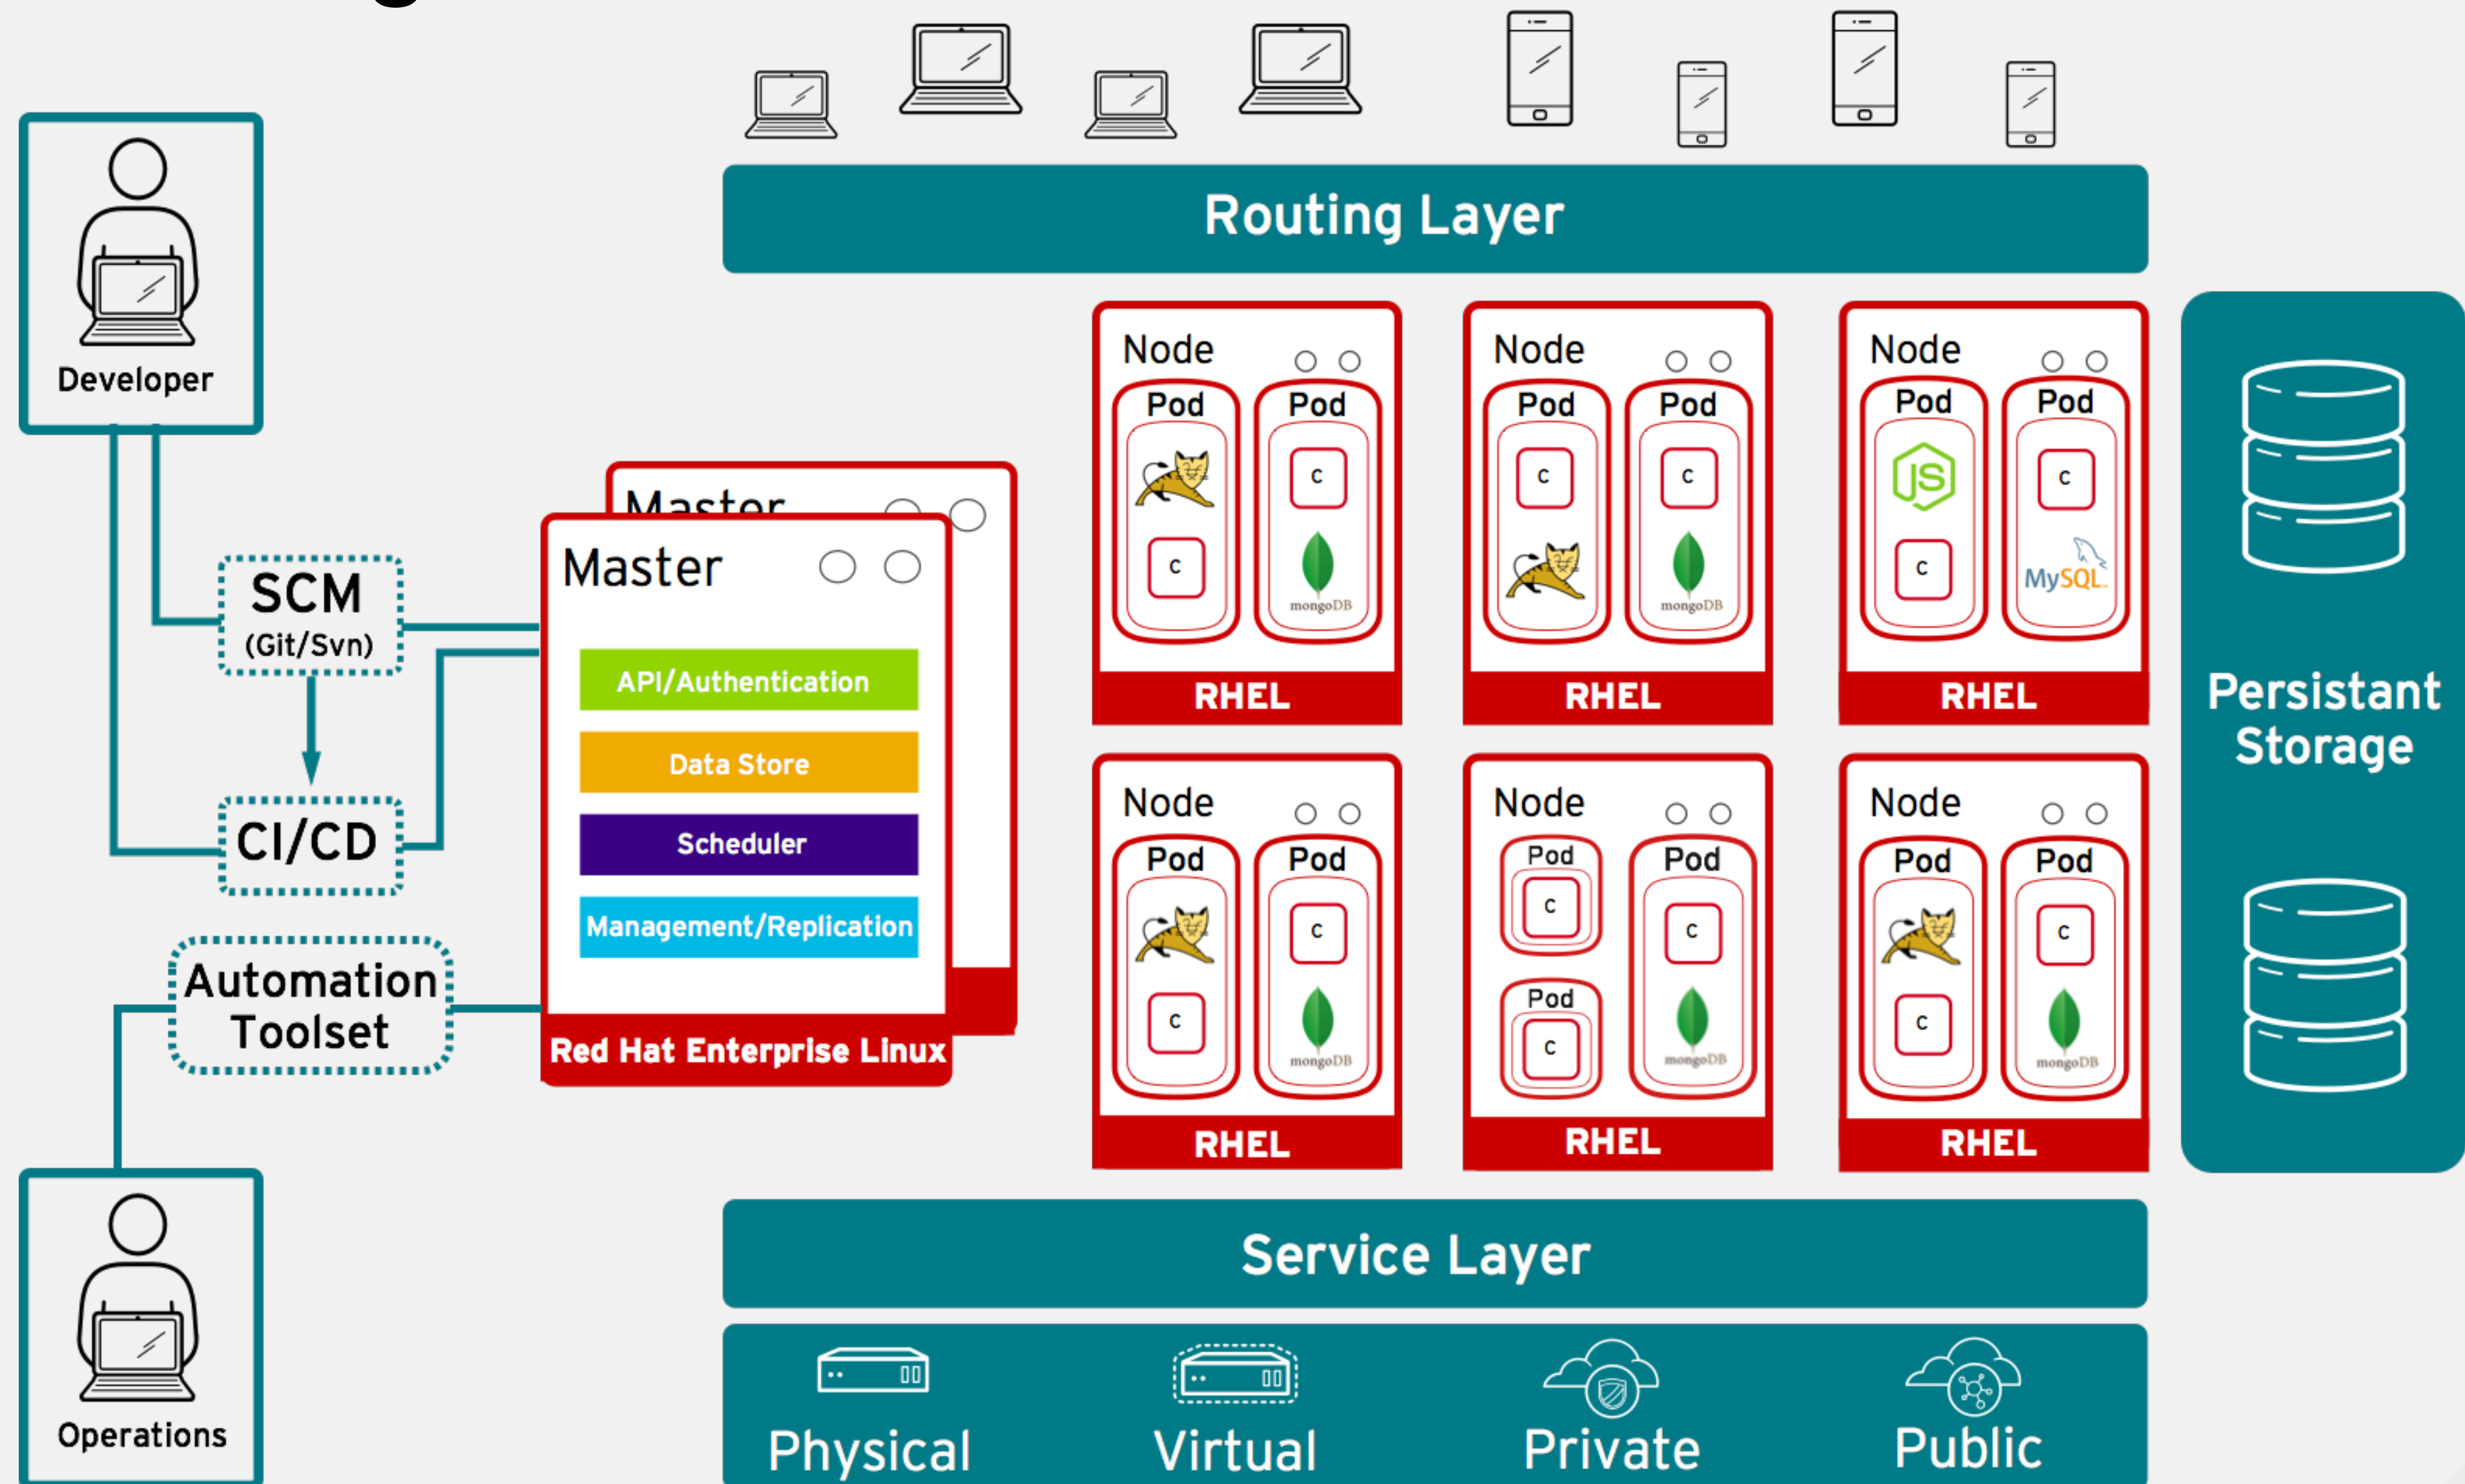 Routing Layer
Developer
SCM
(Git/Svn)
CI/CD
Automation
Toolset
Operations
Master
Master
API/Authentication
Data Store
Scheduler
Management/Replication
Red Hat Enterprise Linux
Node
Pod
Pod
C
C
mongoDB
RHEL
Node
Pod
Pod
C
C
mongoDB
RHEL
Node
Pod
Pod
JS
C
C
MySQL
RHEL
Node
Pod
Pod
C
C
mongoDB
RHEL
Node
Pod
Pod
C
C
Pod
C
mongoDB
RHEL
Node
Pod
Pod
C
C
mongoDB
RHEL
Persistant
Storage
Service Layer
Physical
Virtual
Private
Public